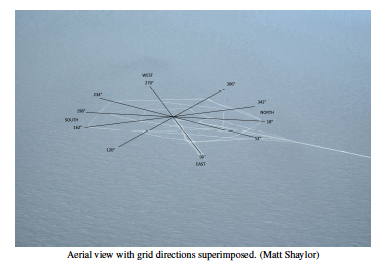 WEST
270°
306°
234°
342°
198°
NORTH
SOUTH
18°
162°
54°
126°
90°
EAST
Aerial view with grid directions superimposed. (Matt Shaylor)